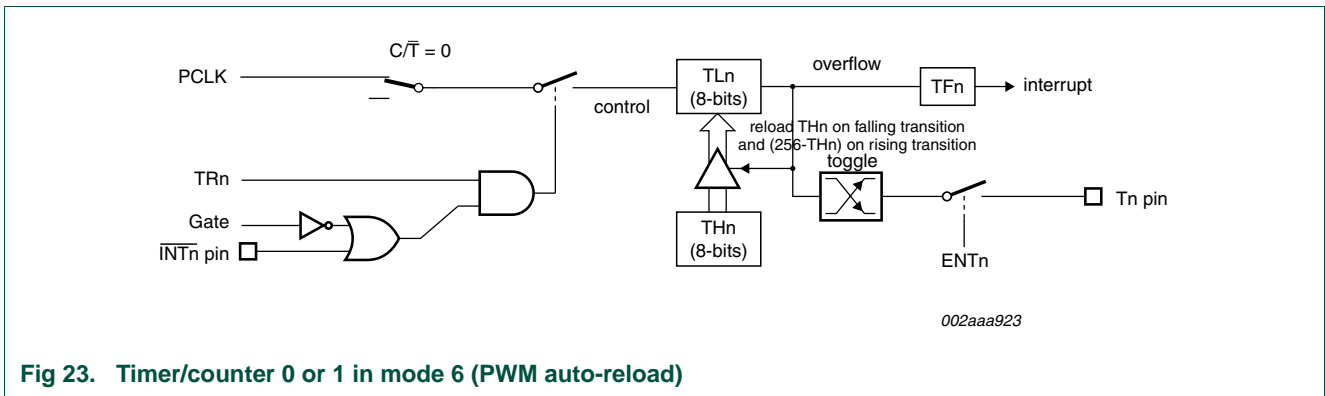 C/T̅ = 0
PCLK
TLn
(8-bits)
overflow
TFn
interrupt
control
reload THn on falling transition
and (256-THn) on rising transition
toggle
TRn
Gate
I̅N̅T̅n̅ pin
THn
(8-bits)
Tn pin
ENTn
002aaa923
Fig 23. Timer/counter 0 or 1 in mode 6 (PWM auto-reload)